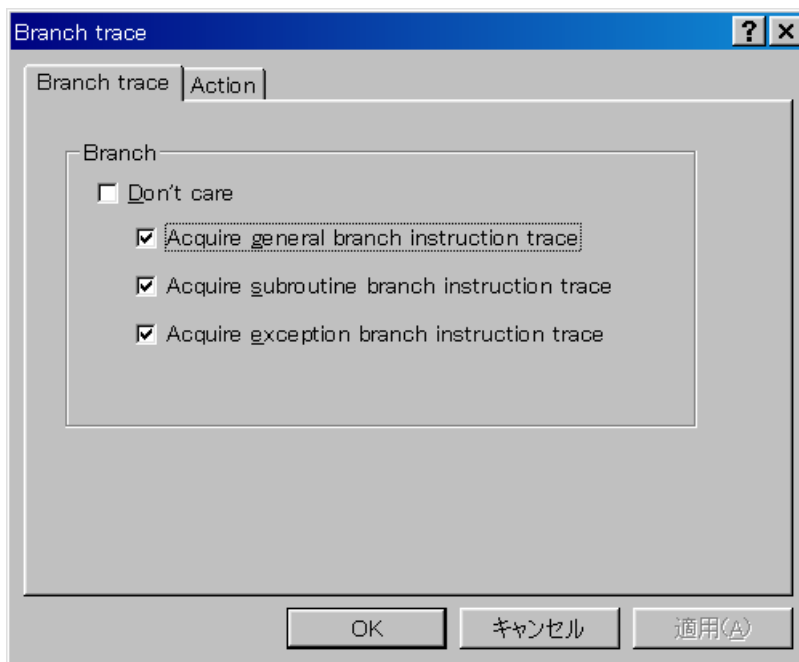 Branch trace
Branch trace Action
Branch
Don't care
Acquire general branch instruction trace
Acquire subroutine branch instruction trace
Acquire exception branch instruction trace
OK キャンセル 適用(A)